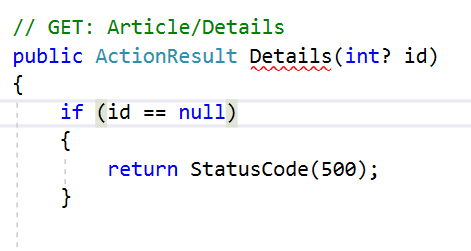 // GET: Article/Details
public ActionResult Details(int? id)
{
if (id == null)
{
return StatusCode(500);
}